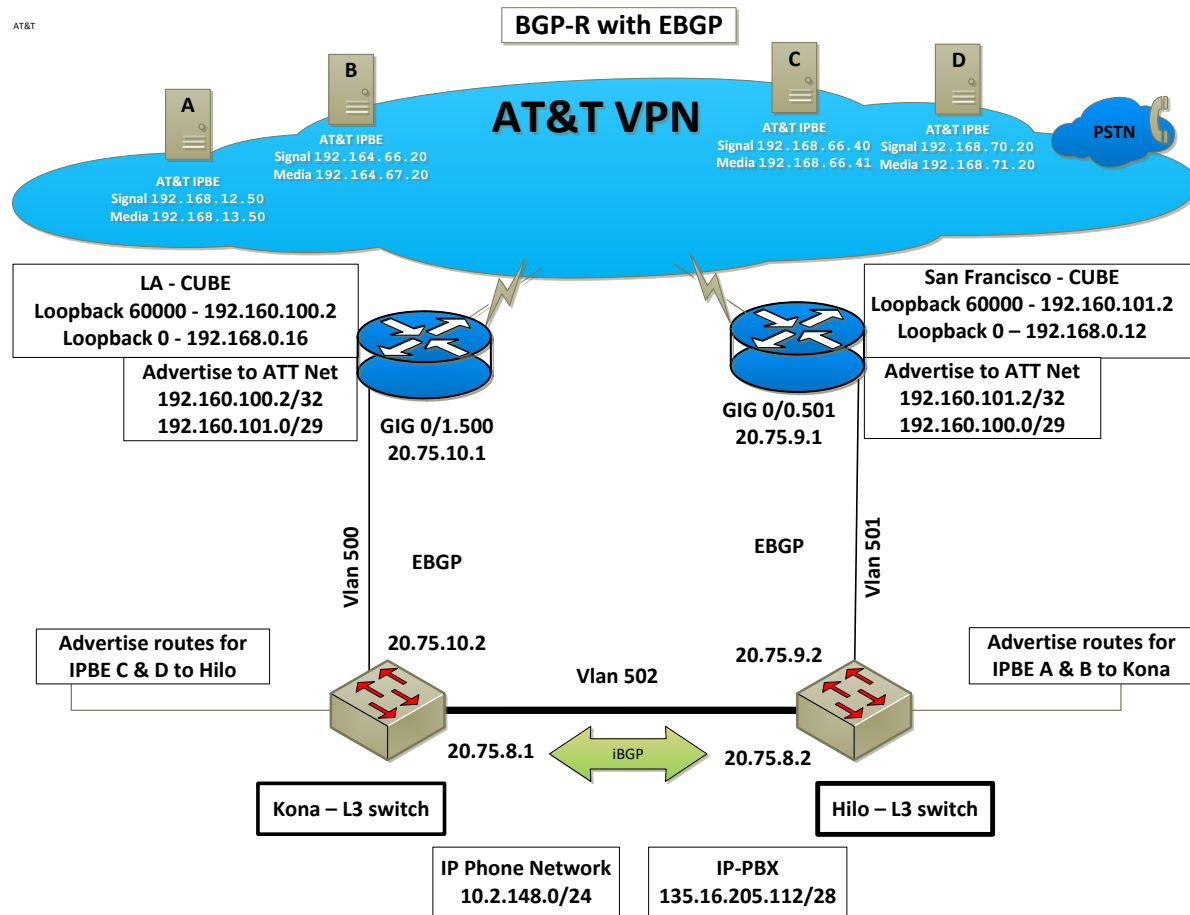 AT&T
BGP-R with EBGP
A
B
C
D
AT&T VPN
PSTN
AT&T IPBE
Signal 192.168.12.50
Media 192.168.13.50
AT&T IPBE
Signal 192.164.66.20
Media 192.164.67.20
AT&T IPBE
Signal 192.168.66.40
Media 192.168.66.41
AT&T IPBE
Signal 192.168.70.20
Media 192.168.71.20
LA - CUBE
Loopback 60000 - 192.160.100.2
Loopback 0 - 192.168.0.16
San Francisco - CUBE
Loopback 60000 - 192.160.101.2
Loopback 0 – 192.168.0.12
Advertise to ATT Net
192.160.100.2/32
192.160.101.0/29
Advertise to ATT Net
192.160.101.2/32
192.160.100.0/29
GIG 0/1.500
20.75.10.1
GIG 0/0.501
20.75.9.1
Vlan 500
EBGP
EBGP
Vlan 501
Advertise routes for
IPBE C & D to Hilo
20.75.10.2
20.75.9.2
Advertise routes for
IPBE A & B to Kona
Vlan 502
20.75.8.1
iBGP
20.75.8.2
Kona – L3 switch
Hilo – L3 switch
IP Phone Network
10.2.148.0/24
IP-PBX
135.16.205.112/28